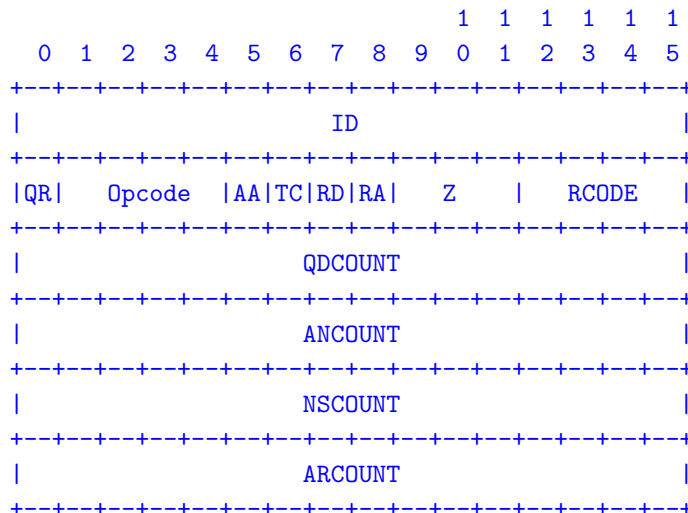 1  1  1  1  1  1
  0  1  2  3  4  5  6  7  8  9  0  1  2  3  4  5
+--+--+--+--+--+--+--+--+--+--+--+--+--+--+--+--+
|                      ID                       |
+--+--+--+--+--+--+--+--+--+--+--+--+--+--+--+--+
|QR|   Opcode  |AA|TC|RD|RA|   Z    |   RCODE   |
+--+--+--+--+--+--+--+--+--+--+--+--+--+--+--+--+
|                    QDCOUNT                    |
+--+--+--+--+--+--+--+--+--+--+--+--+--+--+--+--+
|                    ANCOUNT                    |
+--+--+--+--+--+--+--+--+--+--+--+--+--+--+--+--+
|                    NSCOUNT                    |
+--+--+--+--+--+--+--+--+--+--+--+--+--+--+--+--+
|                    ARCOUNT                    |
+--+--+--+--+--+--+--+--+--+--+--+--+--+--+--+--+